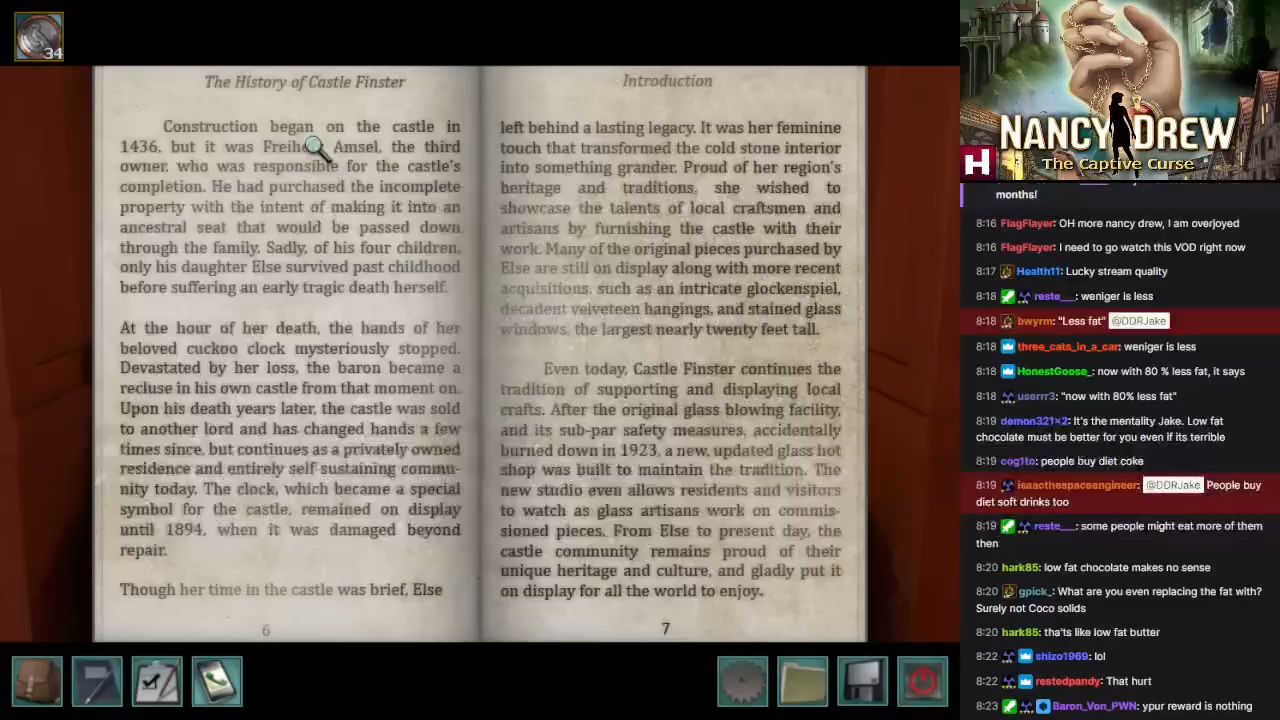 34
The History of Castle Finster
Construction began on the castle in
1436, but it was Amsel, the third
owner, who was responsible for the castle's
completion. He had purchased the incomplete
property with the intent of making it into an
ancestral seat that would be passed down
through the family. Sadly, of his four children,
only his daughter Else survived past childhood
before suffering an early tragic death herself.
At the hour of her death, the hands of her
beloved cuckoo clock mysteriously stopped.
Devastated by her loss, the baron became a
recluse in his own castle from that moment on.
Upon his death years later, the castle was sold
to another lord and has changed hands a few
times since, but continues as a privately owned
residence and entirely self-sustaining commu-
nity today. The clock, which became a special
symbol for the castle, remained on display
until 1894, when it was damaged beyond
repair.
Though her time in the castle was brief, Else
6
Introduction
left behind a lasting legacy. It was her feminine
touch that transformed the cold stone interior
into something grander. Proud of her region's
heritage and traditions, she wished to
showcase the talents of local craftsmen and
artisans by furnishing the castle with their
work. Many of the original pieces purchased by
Else are still on display along with more recent
acquisitions, such as an intricate glockenspiel,
decadent velveteen hangings, and stained glass
windows, the largest nearly twenty feet tall.
Even today, Castle Finster continues the
tradition of supporting and displaying local
crafts. After the original glass blowing facility,
and its sub-par safety measures, accidentally
burned down in 1923, a new, updated glass hot
shop was built to maintain the tradition. The
new studio even allows residents and visitors
to watch as glass artisans work on commis-
sioned pieces. From Else to present day, the
castle community remains proud of their
unique heritage and culture, and gladly put it
on display for all the world to enjoy.
7
NANCY DREW
The Captive Curse
H
months!
8:16 FlagFlayer: OH more nancy drew, I am overjoyed
8:16 FlagFlayer: I need to go watch this VOD right now
8:17 Health11: Lucky stream quality
8:18 reste___: weniger is less
8:18 bwyrm: "Less fat" @DDRJake
8:18 three_cats_in_a_car: weniger is less
8:18 HonestGoose_: now with 80 % less fat, it says
8:18 userrr3: "now with 80% less fat"
8:19 demon321x2: It's the mentality Jake. Low fat
chocolate must be better for you even if its terrible
8:19 cog1to: people buy diet coke
8:19 isaacthespaceengineer: @DDRJake People buy
diet soft drinks too
8:19 reste___: some people might eat more of them
then
8:20 hark85: low fat chocolate makes no sense
8:20 gpick_: What are you even replacing the fat with?
Surely not Coco solids
8:20 hark85: tha'ts like low fat butter
8:22 shizo1969: lol
8:22 restedpandy: That hurt
8:23 Baron_Von_PWN: ypur reward is nothing